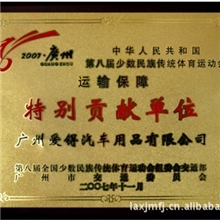 2007·广州
GUANGZHOU
中华人民共和国
第八届少数民族传统体育运动会
运输保障
特别贡献单位
广州爱得汽车用品有限公司
第八届全国少数民族传统体育运动会组委会交通部
广州市交通委员会
二〇〇七年十一月
laxjmfj.cn.1688.com